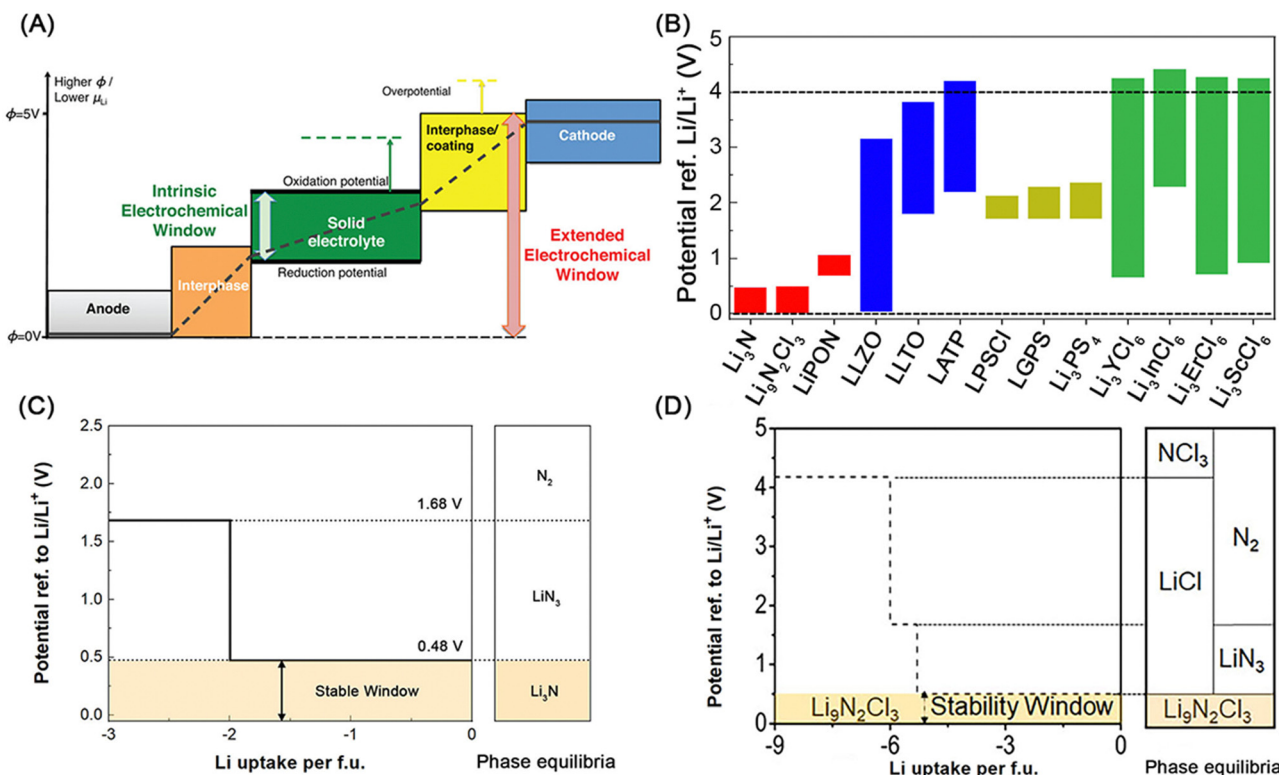 (A)
Higher ϕ /
Lower μLi
ϕ=5V
ϕ=0V
Overpotential
Interphase/
coating
Cathode
Oxidation potential
Intrinsic
Electrochemical
Window
Solid
electrolyte
Reduction potential
Extended
Electrochemical
Window
Interphase
Anode
(B)
Potential ref. Li/Li⁺ (V)
5
4
3
2
1
0
Li₃N
Li₉N₂Cl₃
LiPON
LLZO
LLTO
LATP
LPSCl
LGPS
Li₃PS₄
Li₃YCl₆
Li₃InCl₆
Li₃ErCl₆
Li₃ScCl₆
(C)
Potential ref. to Li/Li⁺ (V)
2.5
2.0
1.5
1.0
0.5
0.0
1.68 V
0.48 V
Stable Window
-3
-2
-1
0
Li uptake per f.u.
N₂
LiN₃
Li₃N
Phase equilibria
(D)
Potential ref. to Li/Li⁺ (V)
5
4
3
2
1
0
Li₉N₂Cl₃
Stability Window
-9
-6
-3
0
Li uptake per f.u.
NCl₃
N₂
LiCl
LiN₃
Li₉N₂Cl₃
Phase equilibria